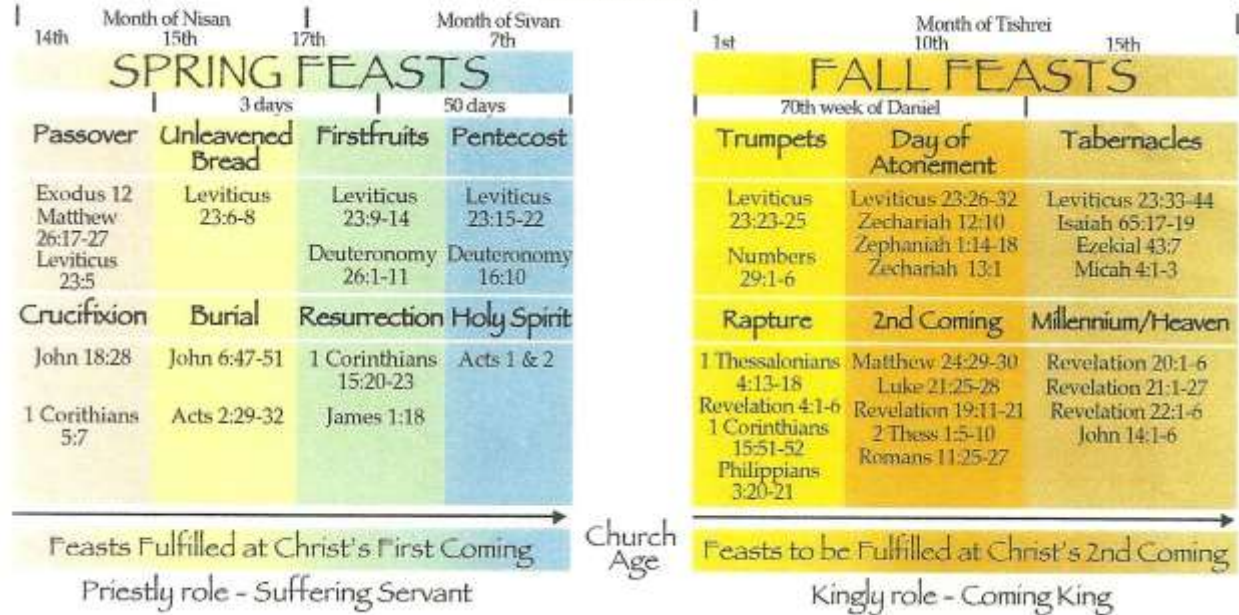 Month of Nisan
Month of Sivan
14th 15th 17th 7th
SPRING FEASTS
3 days 50 days
Passover
Exodus 12
Matthew
26:17-27
Leviticus
23:5
Crucifixion
John 18:28
1 Corithians
5:7
Unleavened
Bread
Leviticus
23:6-8
Burial
John 6:47-51
Acts 2:29-32
Firstfruits
Leviticus
23:9-14
Deuteronomy
26:1-11
Resurrection
1 Corinthians
15:20-23
James 1:18
Pentecost
Leviticus
23:15-22
Deuteronomy
16:10
Holy Spirit
Acts 1 & 2
Feasts Fulfilled at Christ's First Coming
Priestly role - Suffering Servant
Church
Age
Month of Tishrei
1st 10th 15th
FALL FEASTS
70th week of Daniel
Trumpets
Leviticus
23:23-25
Numbers
29:1-6
Rapture
1 Thessalonians
4:13-18
Revelation 4:1-6
1 Corinthians
15:51-52
Philippians
3:20-21
Day of
Atonement
Leviticus 23:26-32
Zechariah 12:10
Zephaniah 1:14-18
Zechariah 13:1
2nd Coming
Matthew 24:29-30
Luke 21:25-28
Revelation 19:11-21
2 Thess 1:5-10
Romans 11:25-27
Tabernacles
Leviticus 23:33-44
Isaiah 65:17-19
Ezekial 43:7
Micah 4:1-3
Millennium/Heaven
Revelation 20:1-6
Revelation 21:1-27
Revelation 22:1-6
John 14:1-6
Feasts to be Fulfilled at Christ's 2nd Coming
Kingly role - Coming King